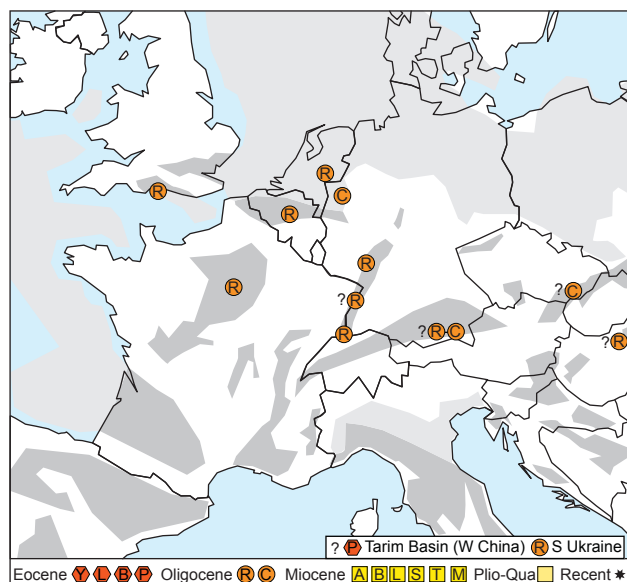 R
C
R
R
R
R
? R
R
? C
? R C
? R
? P Tarim Basin (W China) R S Ukraine
Eocene Y L B P Oligocene R C Miocene A B L S T M Plio-Qua Recent ★